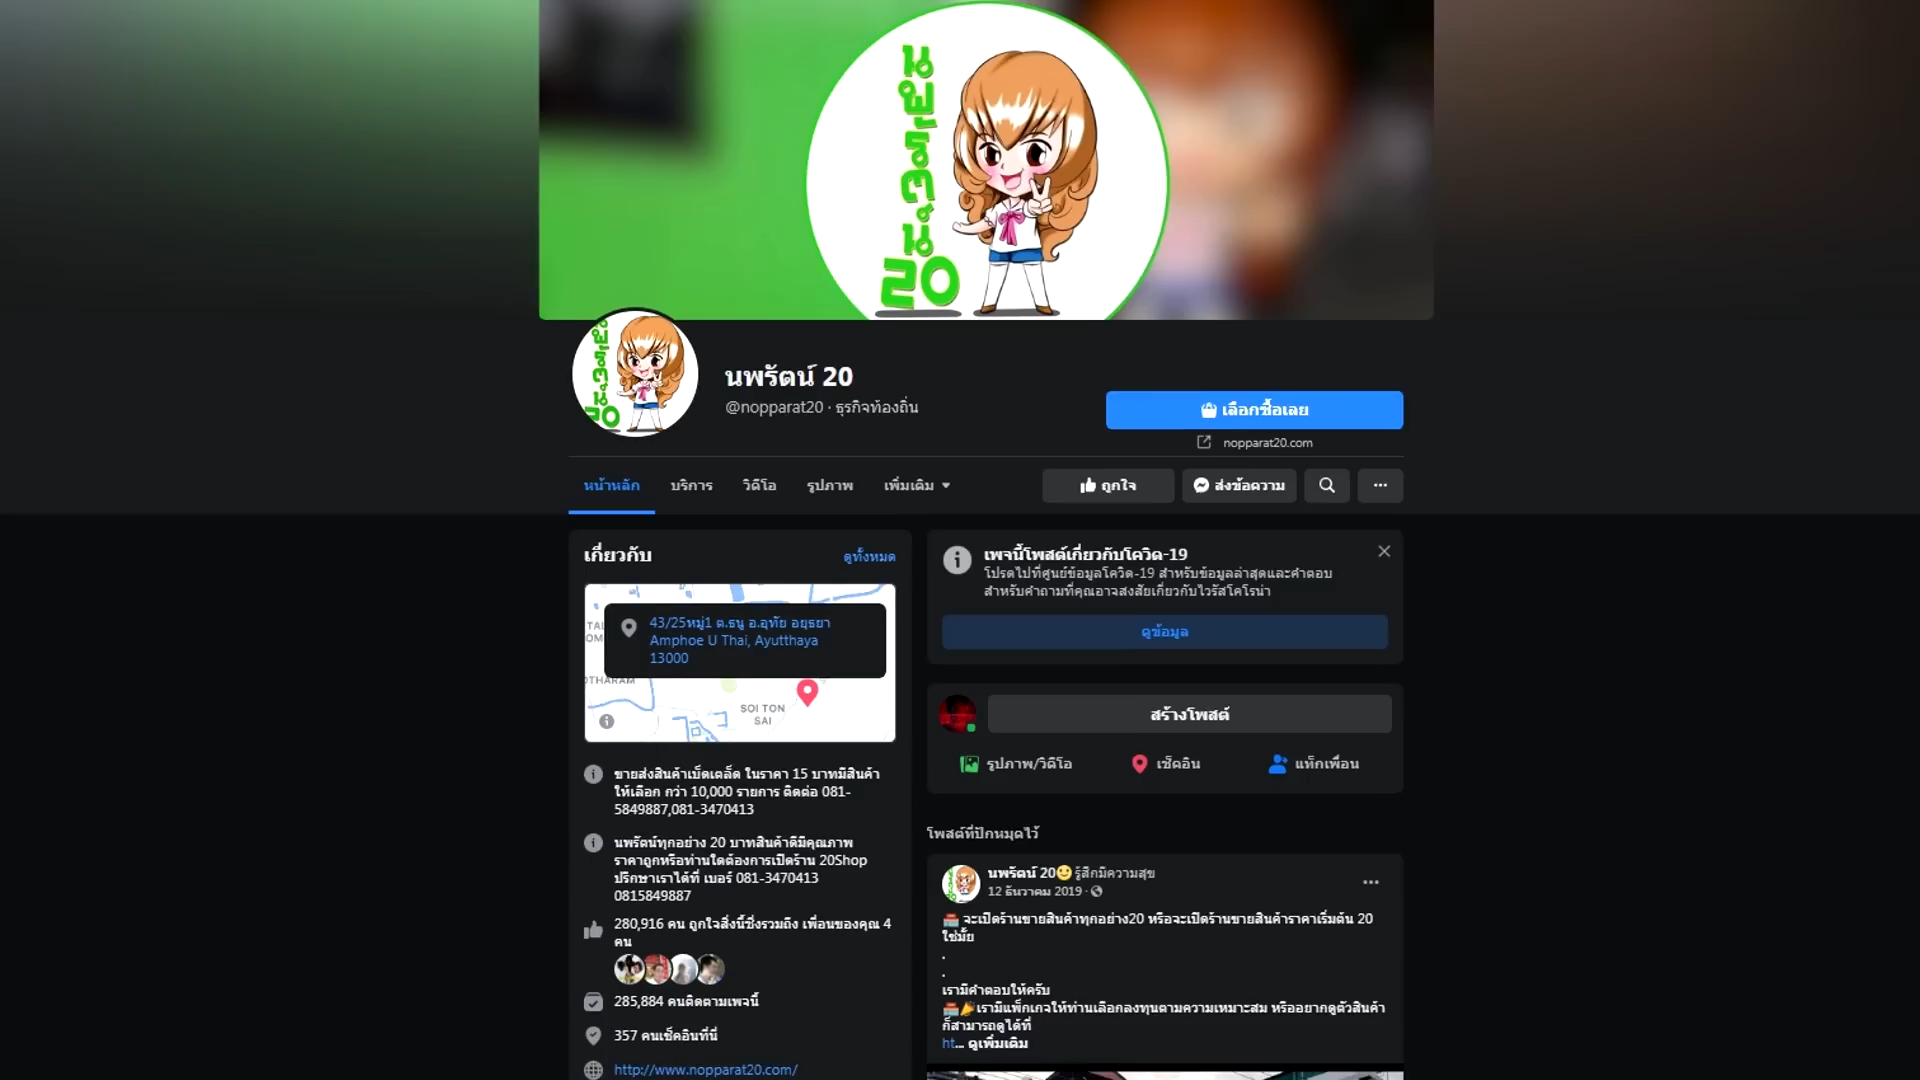 นพรัตน์
20
นพรัตน์
20
นพรัตน์ 20
@nopparat20 · ธุรกิจท้องถิ่น
เลือกซื้อเลย
nopparat20.com
หน้าหลัก
บริการ
วิดีโอ
รูปภาพ
เพิ่มเติม
ถูกใจ
ส่งข้อความ
เกี่ยวกับ
ดูทั้งหมด
43/25หมู่1 ต.ธนู อ.อุทัย อยุธยา
Amphoe U Thai, Ayutthaya
13000
OTHARAM
SOI TON
SAI
ขายส่งสินค้าเบ็ดเตล็ด ในราคา 15 บาทมีสินค้า
ให้เลือก กว่า 10,000 รายการ ติดต่อ 081-
5849887,081-3470413
นพรัตน์ทุกอย่าง 20 บาทสินค้าดีมีคุณภาพ
ราคาถูกหรือท่านใดต้องการเปิดร้าน 20Shop
ปรึกษาเราได้ที่ เบอร์ 081-3470413
0815849887
280,916 คน ถูกใจสิ่งนี้ซึ่งรวมถึง เพื่อนของคุณ 4
คน
285,884 คนติดตามเพจนี้
357 คนเช็คอินที่นี่
http://www.nopparat20.com/
เพจนี้โพสต์เกี่ยวกับโควิด-19
โปรดไปที่ศูนย์ข้อมูลโควิด-19 สำหรับข้อมูลล่าสุดและคำตอบ
สำหรับคำถามที่คุณอาจสงสัยเกี่ยวกับไวรัสโคโรน่า
ดูข้อมูล
สร้างโพสต์
รูปภาพ/วิดีโอ
เช็คอิน
แท็กเพื่อน
โพสต์ที่ปักหมุดไว้
นพรัตน์ 20 รู้สึกมีความสุข
12 ธันวาคม 2019 ·
จะเปิดร้านขายสินค้าทุกอย่าง20 หรือจะเปิดร้านขายสินค้าราคาเริ่มต้น 20
ใช่มั้ย
.
.
เรามีคำตอบให้ครับ
เรามีแพ็กเกจให้ท่านเลือกลงทุนตามความเหมาะสม หรืออยากดูตัวสินค้า
ก็สามารถดูได้ที่
ht... ดูเพิ่มเติม